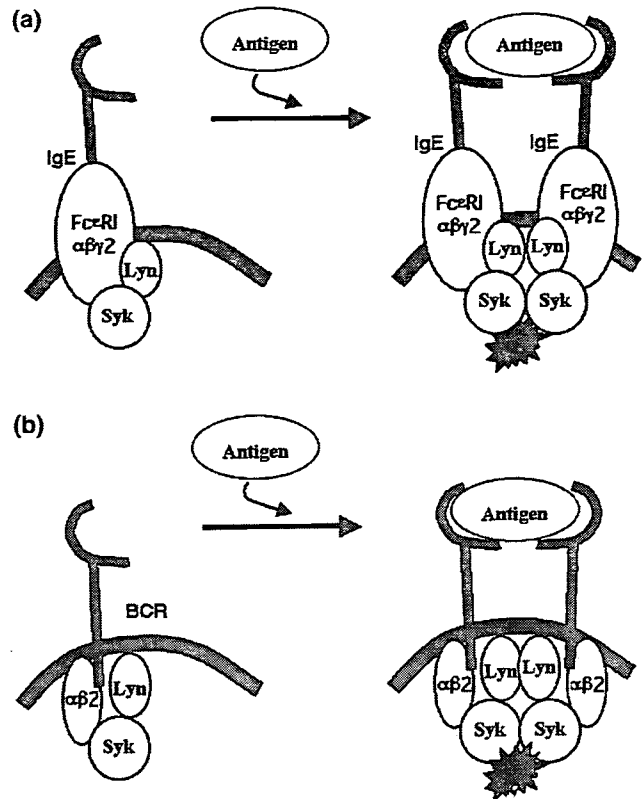 (a)
Antigen
IgE
FcεRI
αβγ2
Lyn
Syk
Antigen
IgE
IgE
FcεRI
αβγ2
FcεRI
αβγ2
Lyn
Lyn
Syk
Syk
(b)
Antigen
BCR
αβ2
Lyn
Syk
Antigen
αβ2
Lyn
Lyn
αβ2
Syk
Syk